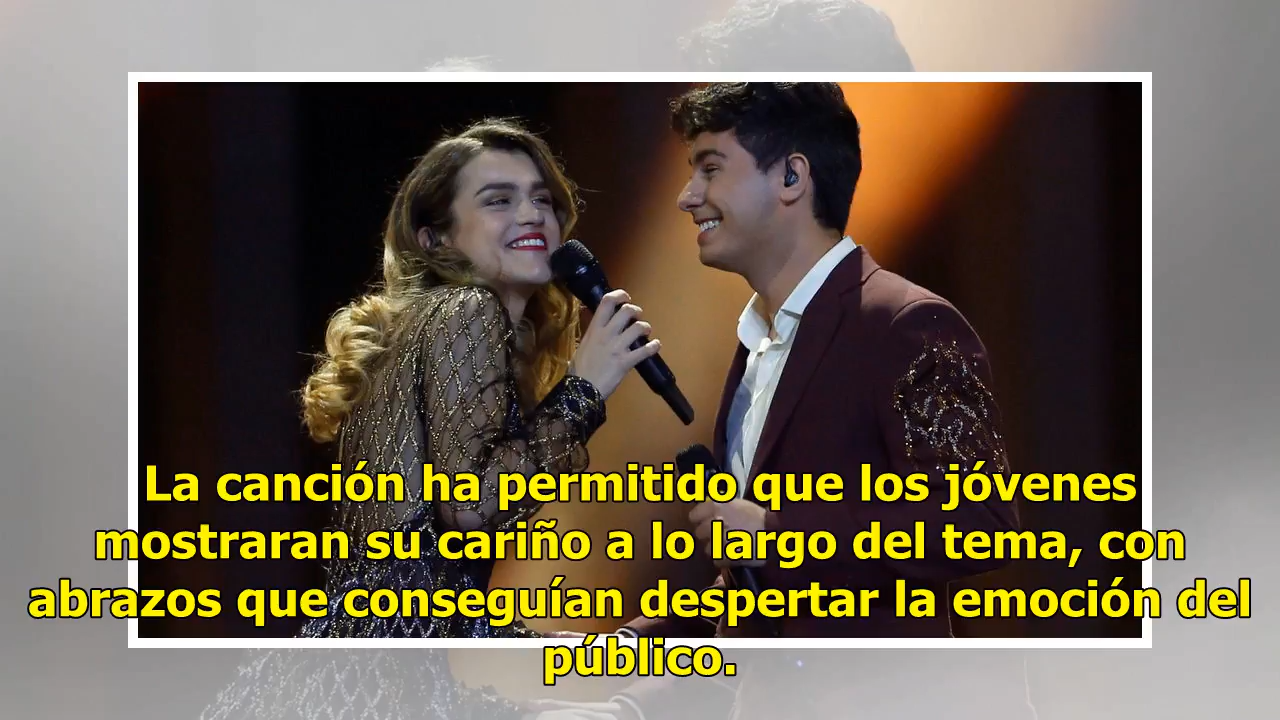 La canción ha permitido que los jóvenes
mostraran su cariño a lo largo del tema, con
abrazos que conseguían despertar la emoción del
público.